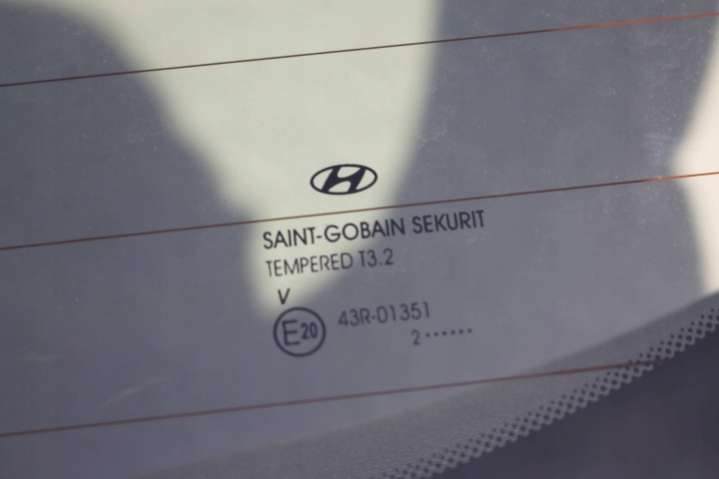 SAINT-GOBAIN SEKURIT
TEMPERED T3.2
V
E20 43R-01351
2••••••